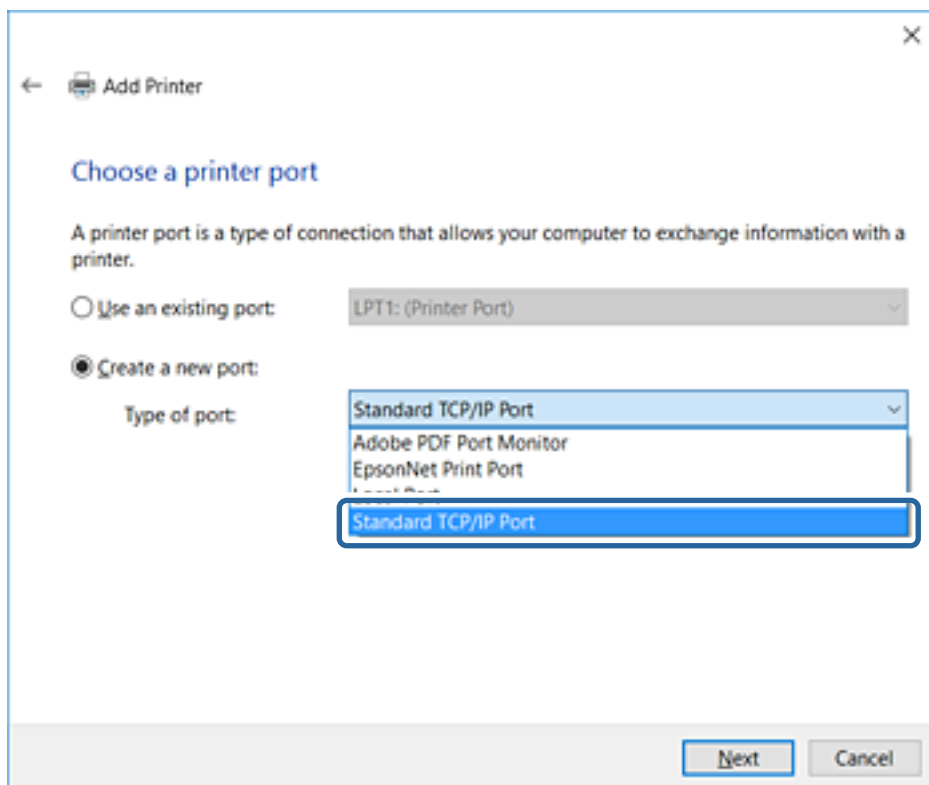 Add Printer
Choose a printer port
A printer port is a type of connection that allows your computer to exchange information with a
printer.
Use an existing port:
LPT1: (Printer Port)
Create a new port:
Type of port:
Standard TCP/IP Port
Adobe PDF Port Monitor
EpsonNet Print Port
Local Port
Standard TCP/IP Port
Next
Cancel